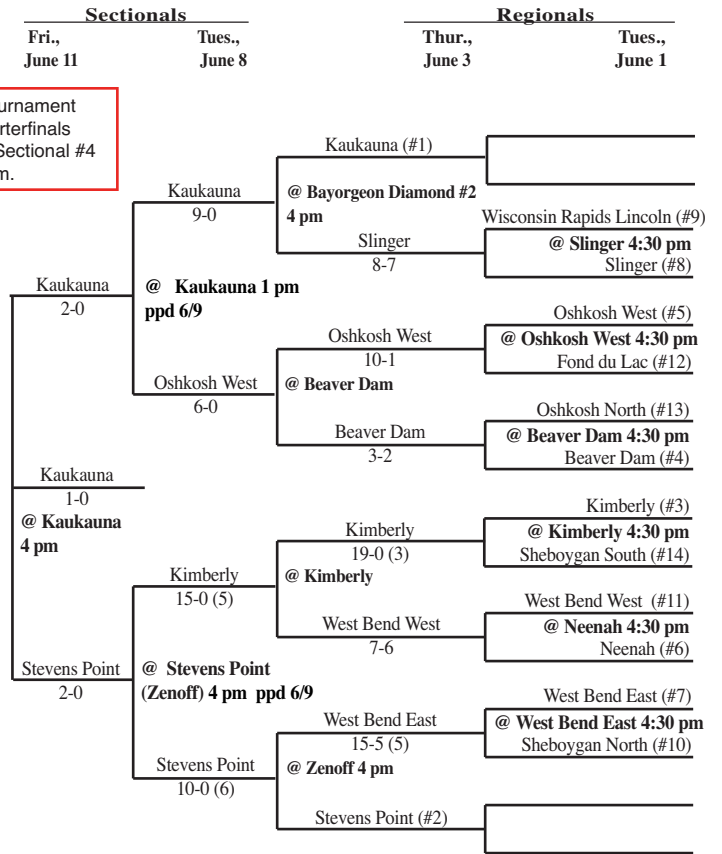 Sectionals
Regionals
Fri., June 11
Tues., June 8
Thur., June 3
Tues., June 1
urnament
rterfinals
Sectional #4
m.
Kaukauna (#1)
Kaukauna
9-0
@ Bayorgeon Diamond #2
4 pm
Wisconsin Rapids Lincoln (#9)
@ Slinger 4:30 pm
Slinger (#8)
Slinger
8-7
Kaukauna
2-0
@ Kaukauna 1 pm
ppd 6/9
Oshkosh West (#5)
@ Oshkosh West 4:30 pm
Fond du Lac (#12)
Oshkosh West
10-1
@ Beaver Dam
Oshkosh West
6-0
Oshkosh North (#13)
@ Beaver Dam 4:30 pm
Beaver Dam (#4)
Beaver Dam
3-2
Kaukauna
1-0
@ Kaukauna
4 pm
Kimberly (#3)
@ Kimberly 4:30 pm
Sheboygan South (#14)
Kimberly
19-0 (3)
@ Kimberly
Kimberly
15-0 (5)
West Bend West (#11)
@ Neenah 4:30 pm
Neenah (#6)
West Bend West
7-6
Stevens Point
2-0
@ Stevens Point
(Zenoff) 4 pm ppd 6/9
West Bend East (#7)
@ West Bend East 4:30 pm
Sheboygan North (#10)
West Bend East
15-5 (5)
@ Zenoff 4 pm
Stevens Point
10-0 (6)
Stevens Point (#2)